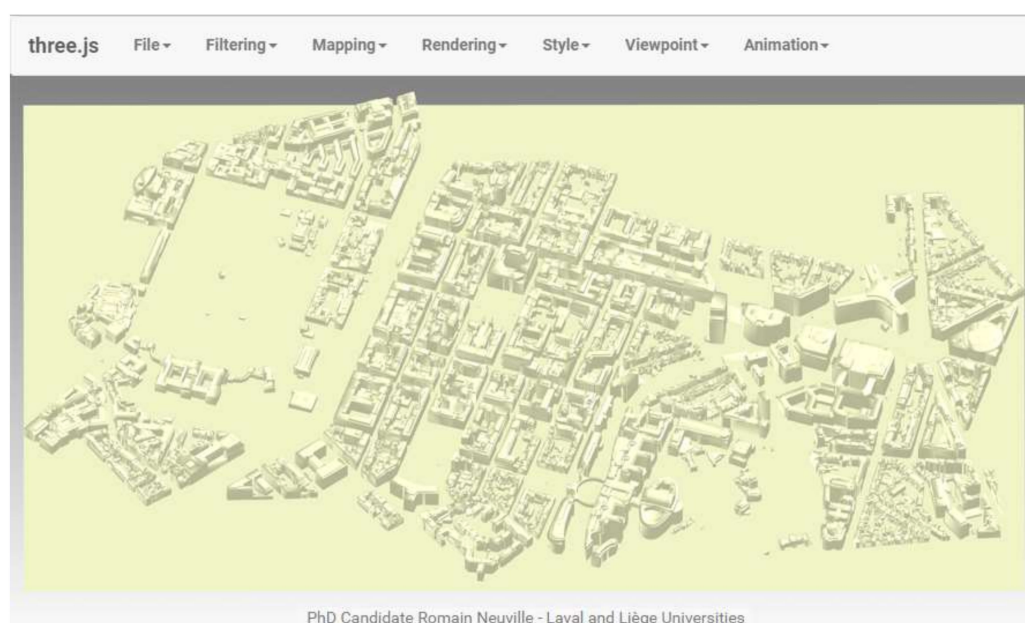 three.js File Filtering Mapping Rendering Style Viewpoint Animation
PhD Candidate Romain Neuville - Laval and Liège Universities